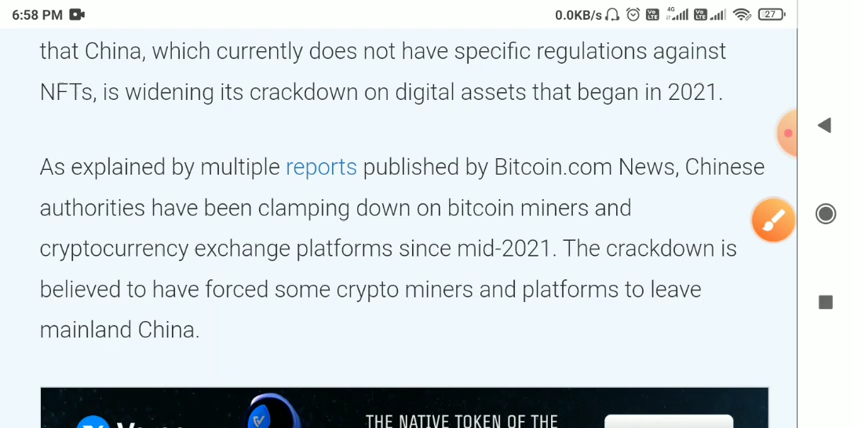 6:58 PM 0.0KB/s 4G 27
that China, which currently does not have specific regulations against
NFTs, is widening its crackdown on digital assets that began in 2021.
As explained by multiple reports published by Bitcoin.com News, Chinese
authorities have been clamping down on bitcoin miners and
cryptocurrency exchange platforms since mid-2021. The crackdown is
believed to have forced some crypto miners and platforms to leave
mainland China.
THE NATIVE TOKEN OF THE